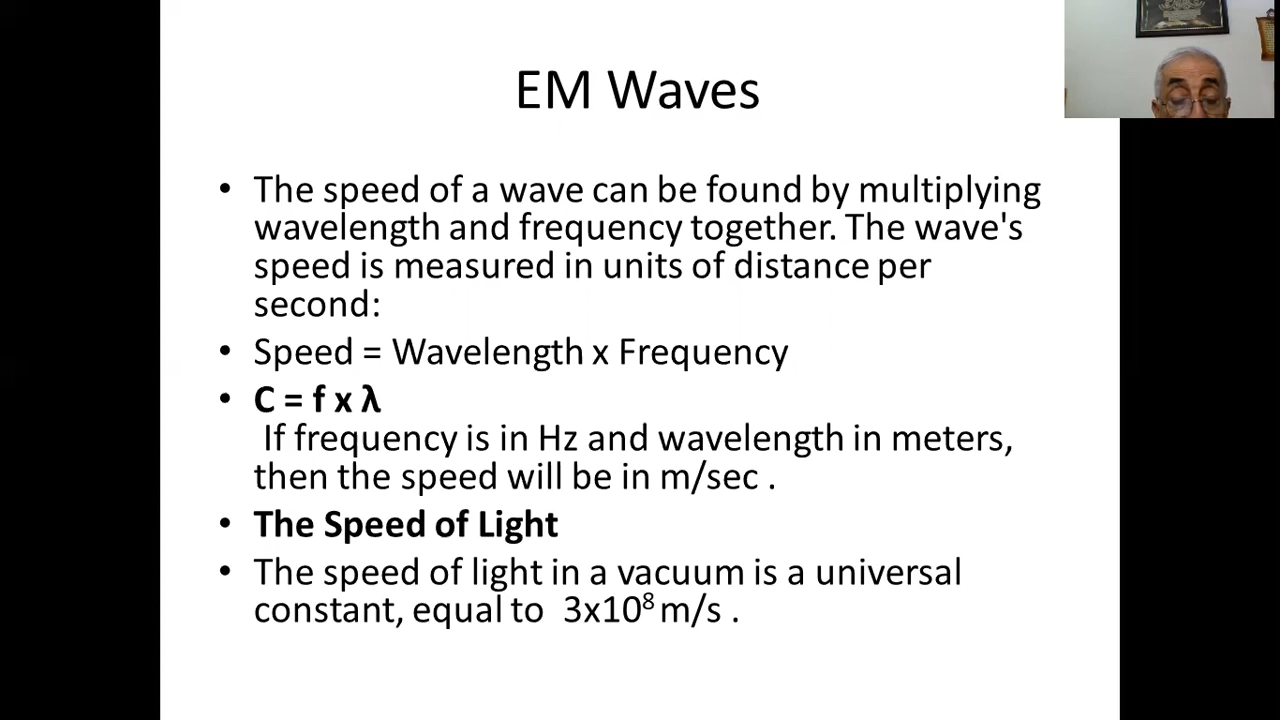 EM Waves
• The speed of a wave can be found by multiplying
wavelength and frequency together. The wave's
speed is measured in units of distance per
second:
• Speed = Wavelength x Frequency
• C = f x λ
If frequency is in Hz and wavelength in meters,
then the speed will be in m/sec .
• The Speed of Light
• The speed of light in a vacuum is a universal
constant, equal to 3x10⁸ m/s .